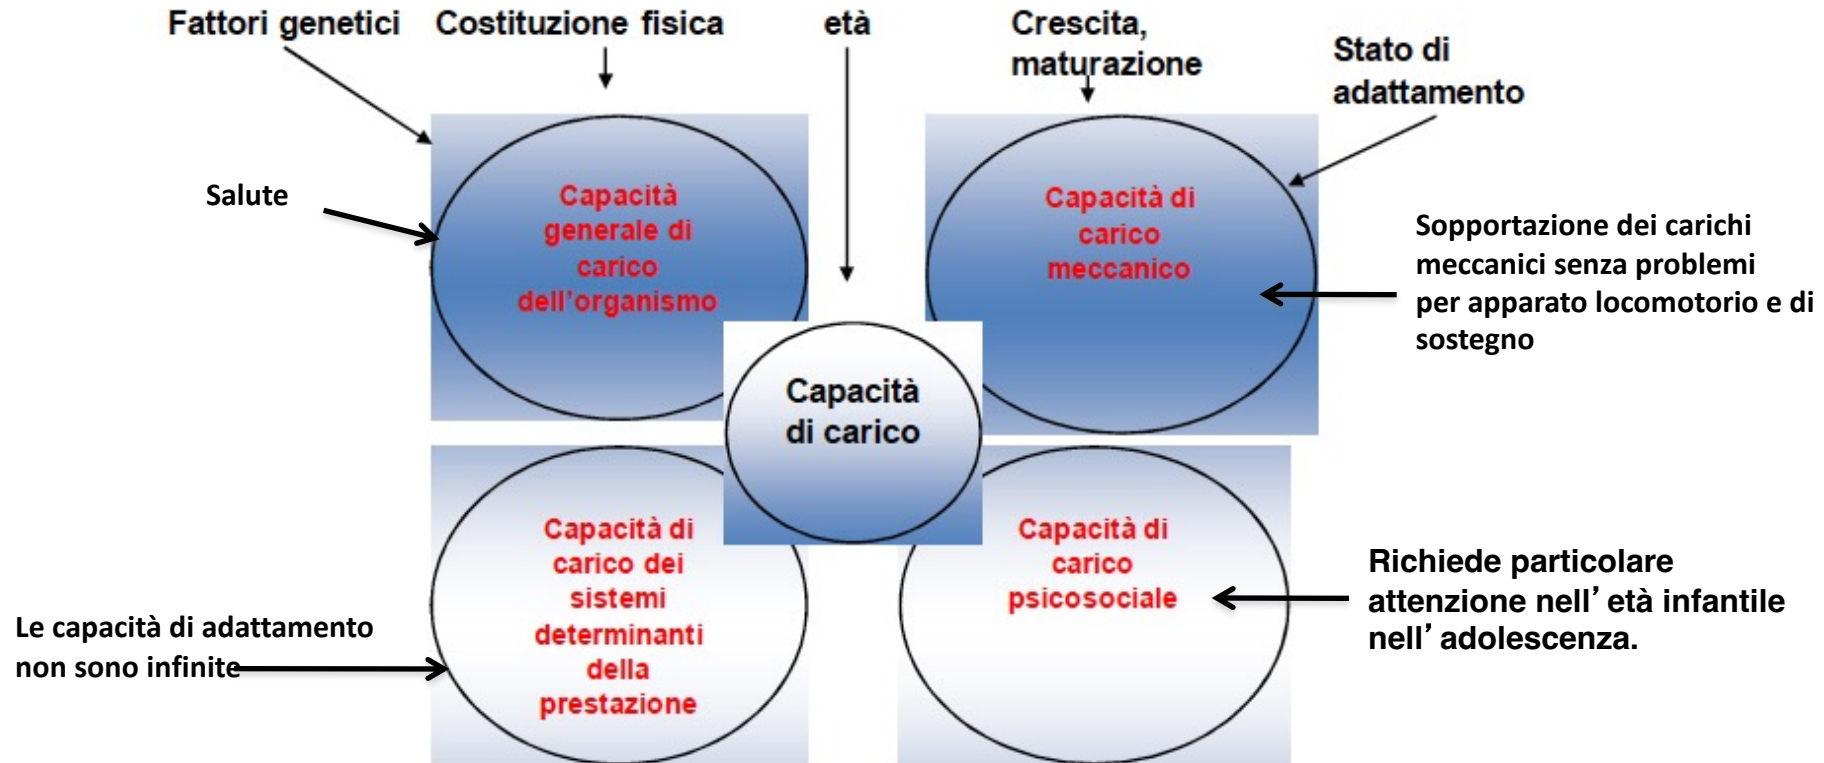 Fattori genetici
Costituzione fisica
età
Crescita,
maturazione
Stato di
adattamento
Salute
Capacità
generale di
carico
dell'organismo
Capacità di
carico
meccanico
Sopportazione dei carichi
meccanici senza problemi
per apparato locomotorio e di
sostegno
Capacità
di carico
Capacità di
carico dei
sistemi
determinanti
della
prestazione
Capacità di
carico
psicosociale
Richiede particolare
attenzione nell' età infantile
nell' adolescenza.
Le capacità di adattamento
non sono infinite